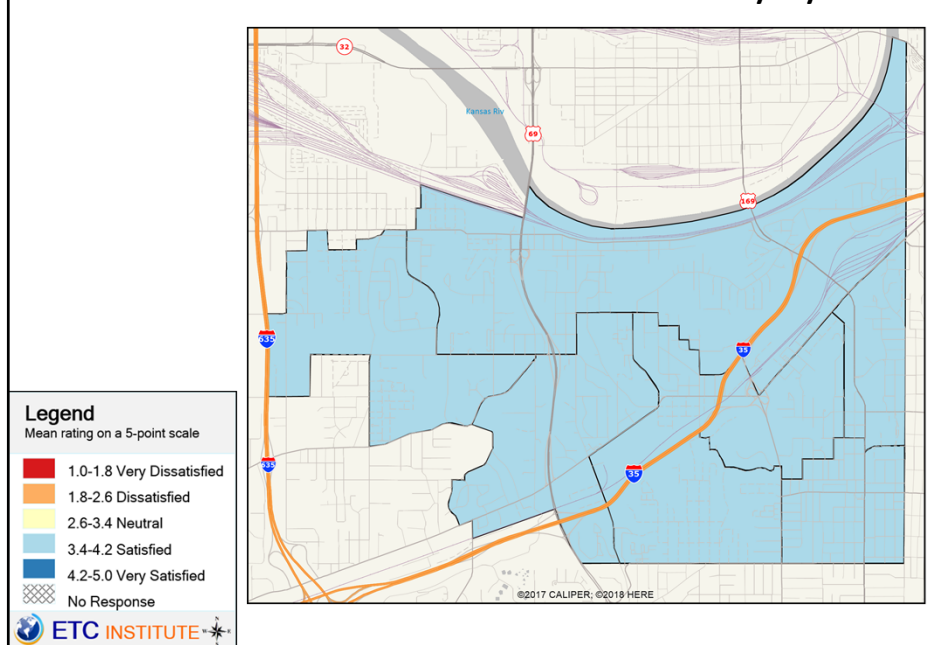 32
Kansas Riv
69
169
635
35
635
35
©2017 CALIPER; ©2018 HERE
Legend
Mean rating on a 5-point scale
1.0-1.8 Very Dissatisfied
1.8-2.6 Dissatisfied
2.6-3.4 Neutral
3.4-4.2 Satisfied
4.2-5.0 Very Satisfied
No Response
ETC INSTITUTE